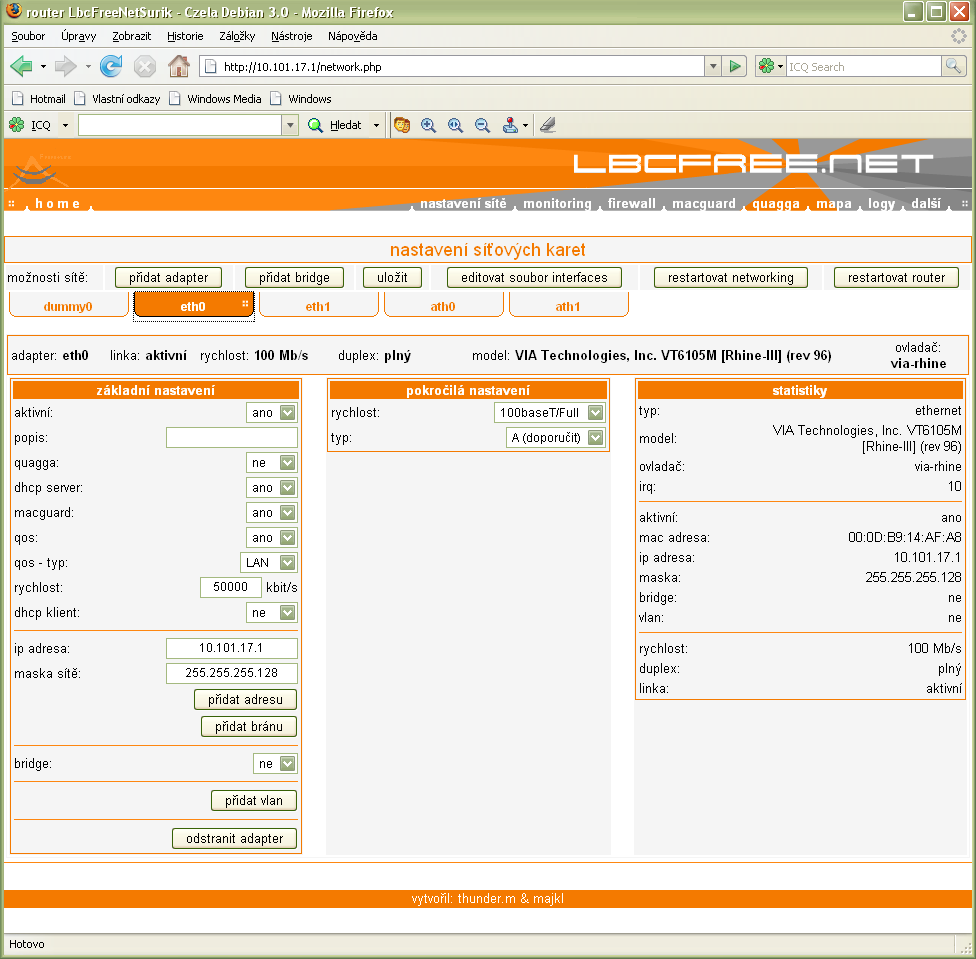 router LbcFreeNetSurik - Czela Debian 3.0 - Mozilla Firefox
Soubor Úpravy Zobrazit Historie Záložky Nástroje Nápověda
http://10.101.17.1/network.php ICQ Search
Hotmail Vlastní odkazy Windows Media Windows
ICQ Hledat
LBCFREE.NET
home nastavení sítě monitoring firewall macguard quagga mapa logy další
nastavení síťových karet
možnosti sítě: přidat adapter přidat bridge uložit editovat soubor interfaces restartovat networking restartovat router
dummy0 eth0 eth1 ath0 ath1
adapter: eth0 linka: aktivní rychlost: 100 Mb/s duplex: plný model: VIA Technologies, Inc. VT6105M [Rhine-III] (rev 96) ovladač:
via-rhine
základní nastavení
aktivní: ano
popis:
quagga: ne
dhcp server: ano
macguard: ano
qos: ano
qos - typ: LAN
rychlost: 50000 kbit/s
dhcp klient: ne
ip adresa: 10.101.17.1
maska sítě: 255.255.255.128
přidat adresu
přidat bránu
bridge: ne
přidat vlan
odstranit adapter
pokročilá nastavení
rychlost: 100baseT/Full
typ: A (doporučit)
statistiky
typ: ethernet
model: VIA Technologies, Inc. VT6105M
[Rhine-III] (rev 96)
ovladač: via-rhine
irq: 10
aktivní: ano
mac adresa: 00:0D:B9:14:AF:A8
ip adresa: 10.101.17.1
maska: 255.255.255.128
bridge: ne
vlan: ne
rychlost: 100 Mb/s
duplex: plný
linka: aktivní
vytvořil: thunder.m & majkl
Hotovo